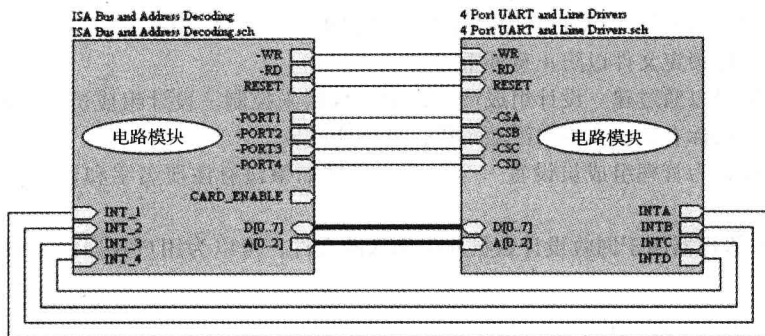 ISA Bus and Address Decoding
ISA Bus and Address Decoding.sch
-WR
-RD
RESET
-PORT1
-PORT2
-PORT3
-PORT4
CARD_ENABLE
INT_1
INT_2
INT_3
INT_4
D[0..7]
A[0..2]
电路模块
4 Port UART and Line Drivers
4 Port UART and Line Drivers.sch
-WR
-RD
RESET
-CSA
-CSB
-CSC
-CSD
电路模块
D[0..7]
A[0..2]
INTA
INTB
INTC
INTD